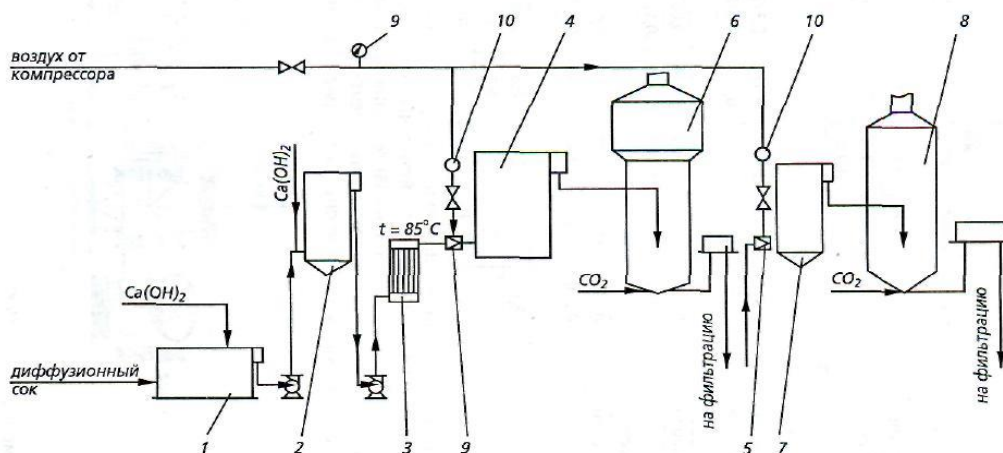 9
10
4
6
10
8
воздух от
компрессора
Ca(OH)₂
t = 85°C
Ca(OH)₂
CO₂
CO₂
на фильтрацию
на фильтрацию
диффузионный
сок
1
2
3
9
5
7